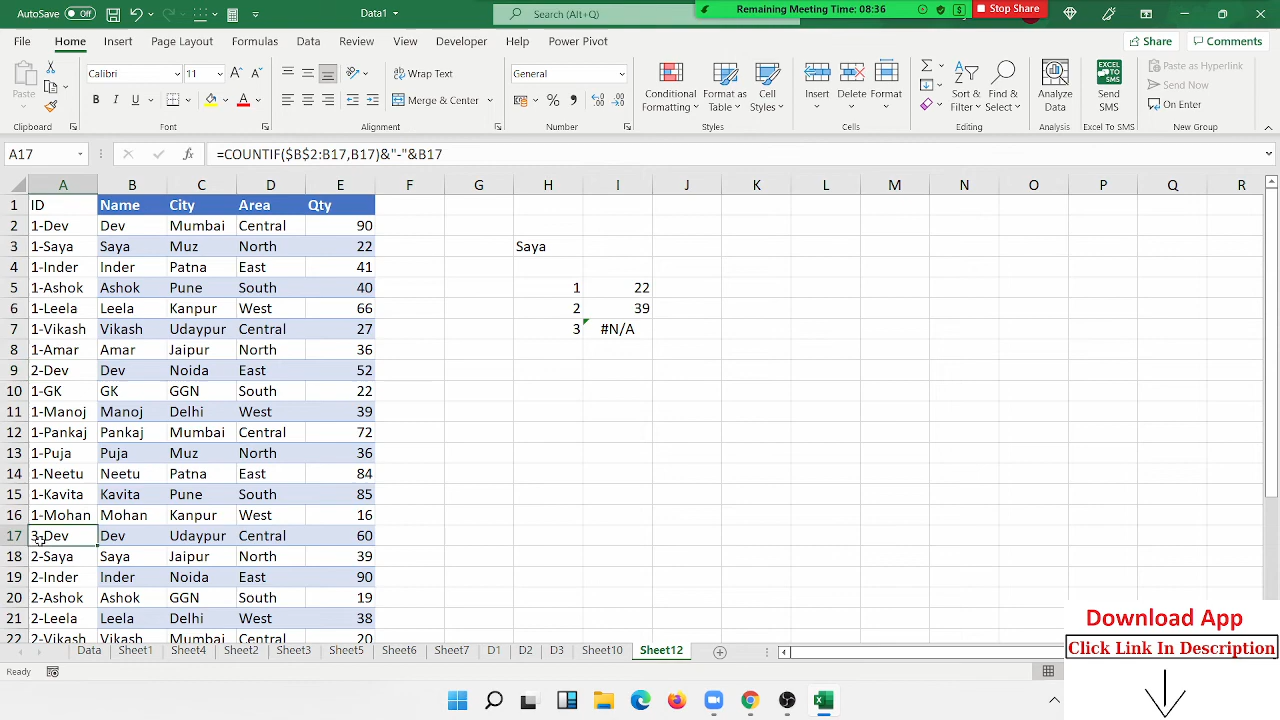 AutoSave Off Data1 Search (Alt+Q) Remaining Meeting Time: 08:36 Stop Share
File Home Insert Page Layout Formulas Data Review View Developer Help Power Pivot Share Comments
Paste Calibri 11 Wrap Text General Conditional Formatting Format as Table Cell Styles Insert Delete Format Sort & Filter Find & Select Analyze Data Send SMS Paste as Hyperlink
B I U A Merge & Center % Send Now
On Enter
Clipboard Font Alignment Number Styles Cells Editing Analysis Excel To SMS New Group
A17 fx =COUNTIF($B$2:B17,B17)&"-"&B17
A B C D E F G H I J K L M N O P Q R
1 ID Name City Area Qty
2 1-Dev Dev Mumbai Central 90
3 1-Saya Saya Muz North 22 Saya
4 1-Inder Inder Patna East 41
5 1-Ashok Ashok Pune South 40 1 22
6 1-Leela Leela Kanpur West 66 2 39
7 1-Vikash Vikash Udaypur Central 27 3 #N/A
8 1-Amar Amar Jaipur North 36
9 2-Dev Dev Noida East 52
10 1-GK GK GGN South 22
11 1-Manoj Manoj Delhi West 39
12 1-Pankaj Pankaj Mumbai Central 72
13 1-Puja Puja Muz North 36
14 1-Neetu Neetu Patna East 84
15 1-Kavita Kavita Pune South 85
16 1-Mohan Mohan Kanpur West 16
17 3-Dev Dev Udaypur Central 60
18 2-Saya Saya Jaipur North 39
19 2-Inder Inder Noida East 90
20 2-Ashok Ashok GGN South 19
21 2-Leela Leela Delhi West 38
22 2-Vikash Vikash Mumbai Central 20
Data Sheet1 Sheet4 Sheet2 Sheet3 Sheet5 Sheet6 Sheet7 D1 D2 D3 Sheet10 Sheet12
Ready
Download App
Click Link In Description